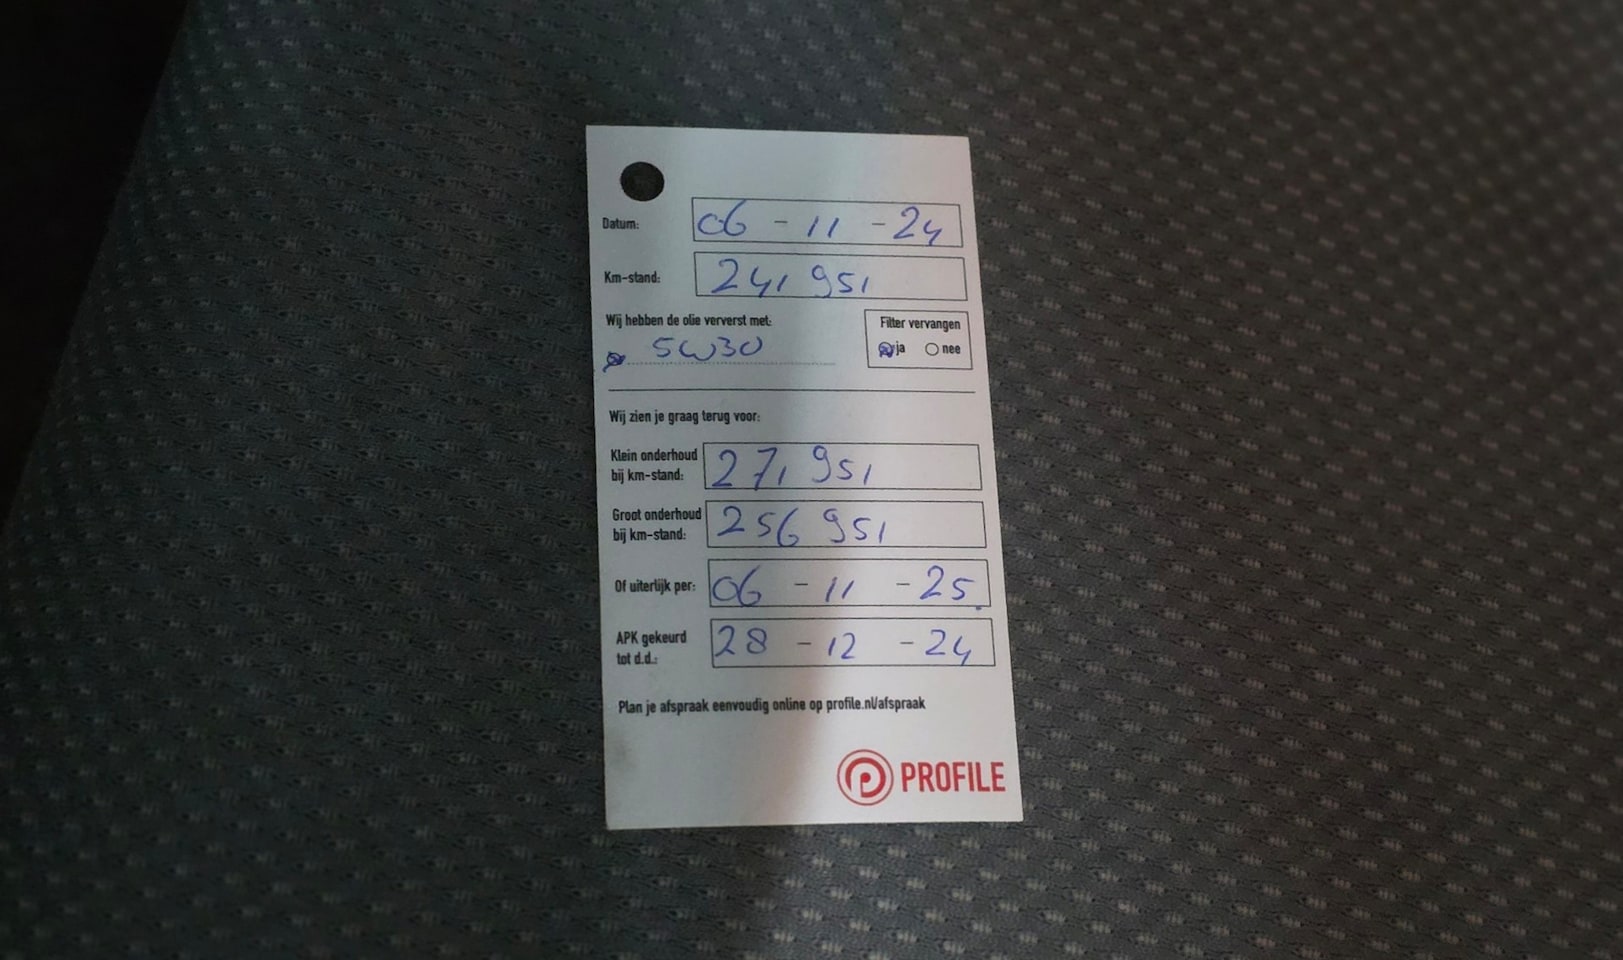 Datum: 06 - 11 - 24
Km-stand: 241 951
Wij hebben de olie ververst met:
5W30
Filter vervangen
ja nee
Wij zien je graag terug voor:
Klein onderhoud
bij km-stand: 271 951
Groot onderhoud
bij km-stand: 256 951
Of uiterlijk per: 06 - 11 - 25
APK gekeurd
tot d.d.: 28 - 12 - 24
Plan je afspraak eenvoudig online op profile.nl/afspraak
PROFILE